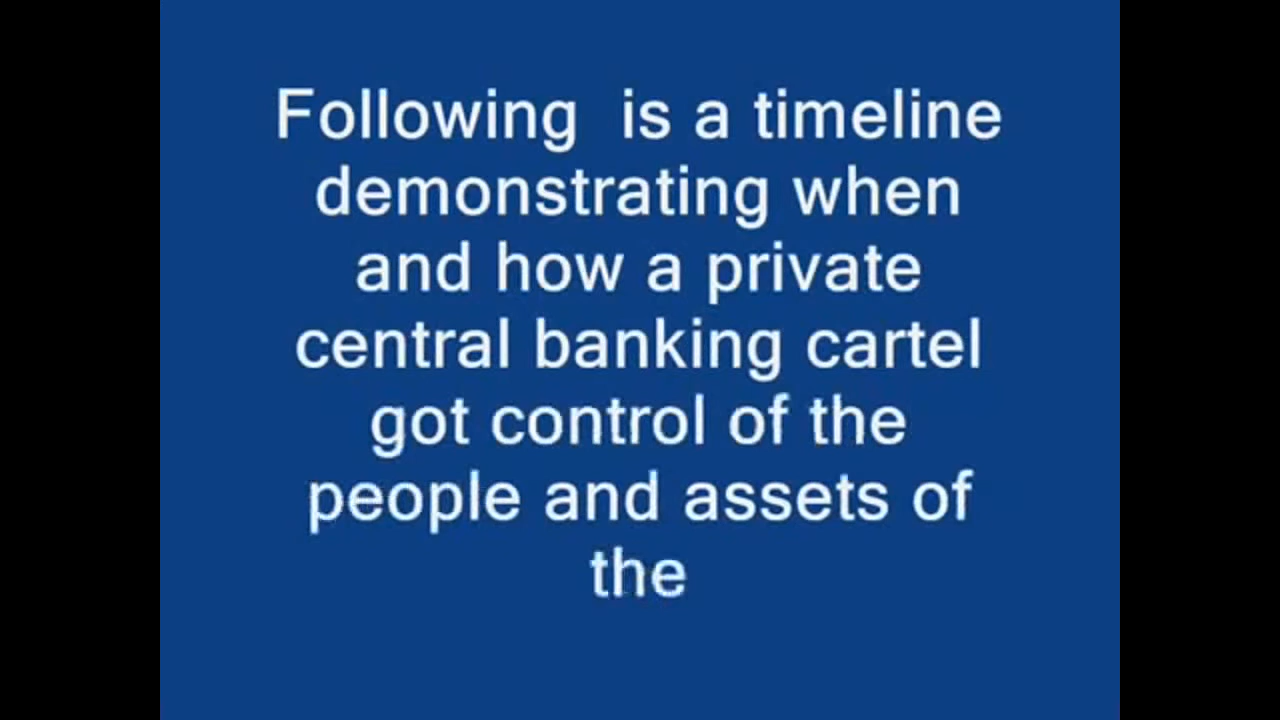 Following  is a timeline
demonstrating when
and how a private
central banking cartel
got control of the
people and assets of
the